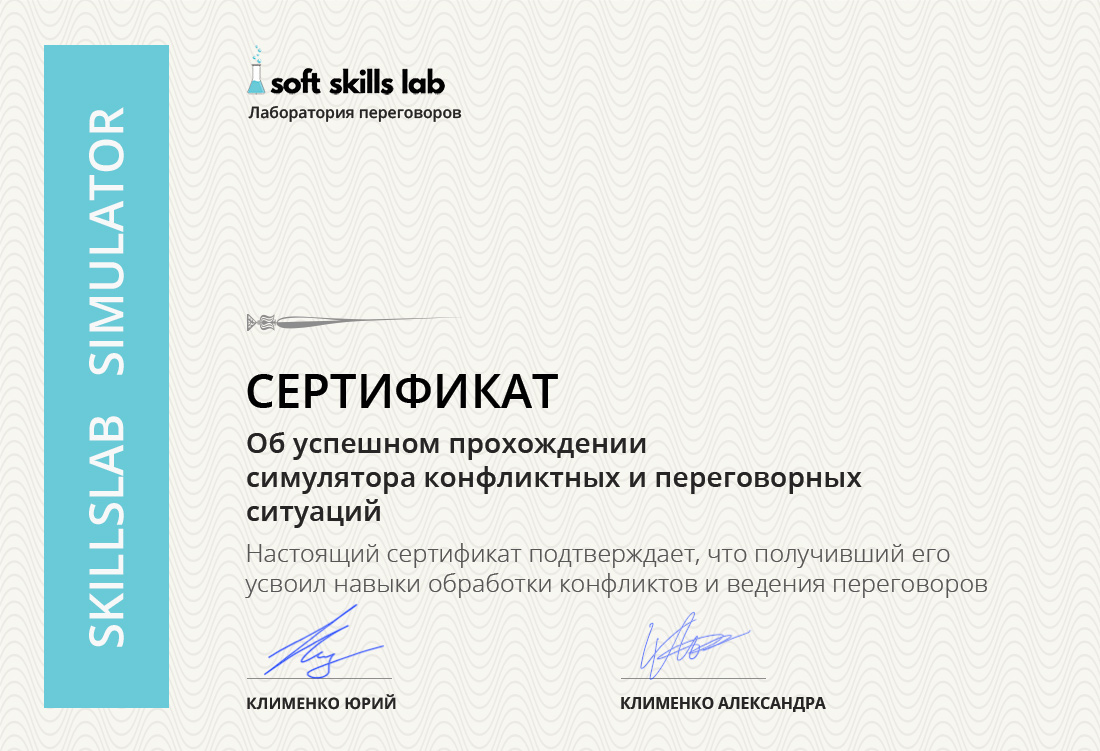 SKILLSLAB SIMULATOR
soft skills lab
Лаборатория переговоров
СЕРТИФИКАТ
Об успешном прохождении
симулятора конфликтных и переговорных
ситуаций
Настоящий сертификат подтверждает, что получивший его
усвоил навыки обработки конфликтов и ведения переговоров
КЛИМЕНКО ЮРИЙ
КЛИМЕНКО АЛЕКСАНДРА